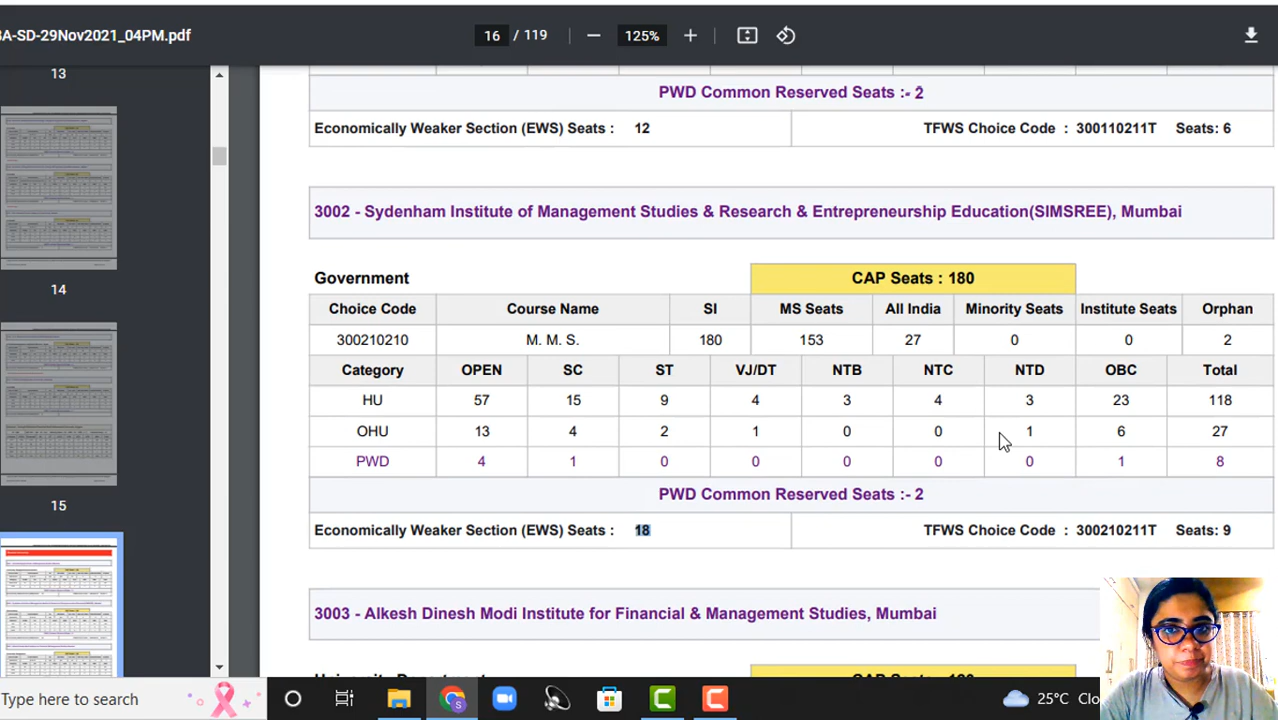 A-SD-29Nov2021_04PM.pdf
16 / 119
125%
13
14
15
PWD Common Reserved Seats :- 2
Economically Weaker Section (EWS) Seats : 12 TFWS Choice Code : 300110211T Seats: 6
3002 - Sydenham Institute of Management Studies & Research & Entrepreneurship Education(SIMSREE), Mumbai
Government CAP Seats : 180
Choice Code Course Name SI MS Seats All India Minority Seats Institute Seats Orphan
300210210 M. M. S. 180 153 27 0 0 2
Category OPEN SC ST VJ/DT NTB NTC NTD OBC Total
HU 57 15 9 4 3 4 3 23 118
OHU 13 4 2 1 0 0 1 6 27
PWD 4 1 0 0 0 0 0 1 8
PWD Common Reserved Seats :- 2
Economically Weaker Section (EWS) Seats : 18 TFWS Choice Code : 300210211T Seats: 9
3003 - Alkesh Dinesh Modi Institute for Financial & Management Studies, Mumbai
Type here to search
25°C Clo